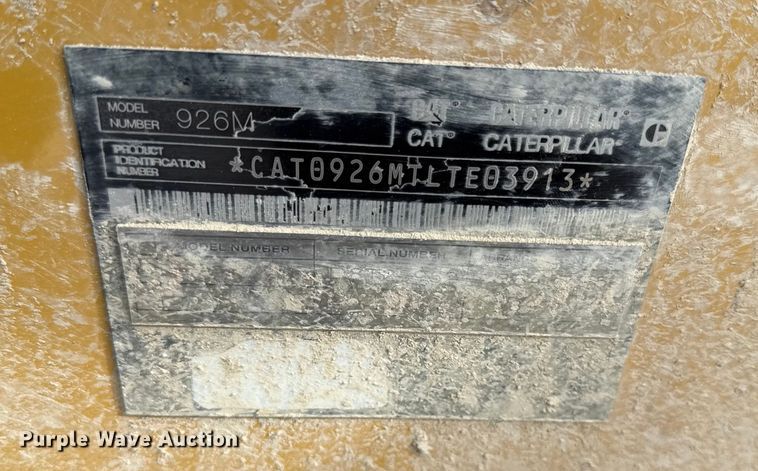 MODEL NUMBER 926M
CAT® CATERPILLAR
CAT® CATERPILLAR®
PRODUCT IDENTIFICATION NUMBER *CAT0926MTLTE03913*
MODEL NUMBER SERIAL NUMBER
Purple Wave Auction